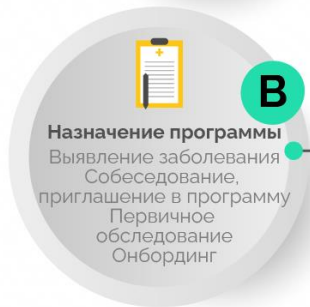 B
Назначение программы
Выявление заболевания
Собеседование,
приглашение в программу
Первичное
обследование
Онбординг